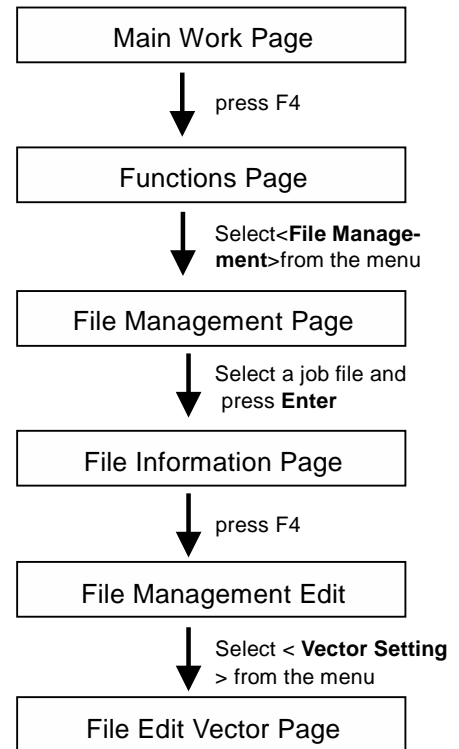 Main Work Page
press F4
Functions Page
Select<File Manage-
ment>from the menu
File Management Page
Select a job file and
press Enter
File Information Page
press F4
File Management Edit
Select < Vector Setting
> from the menu
File Edit Vector Page